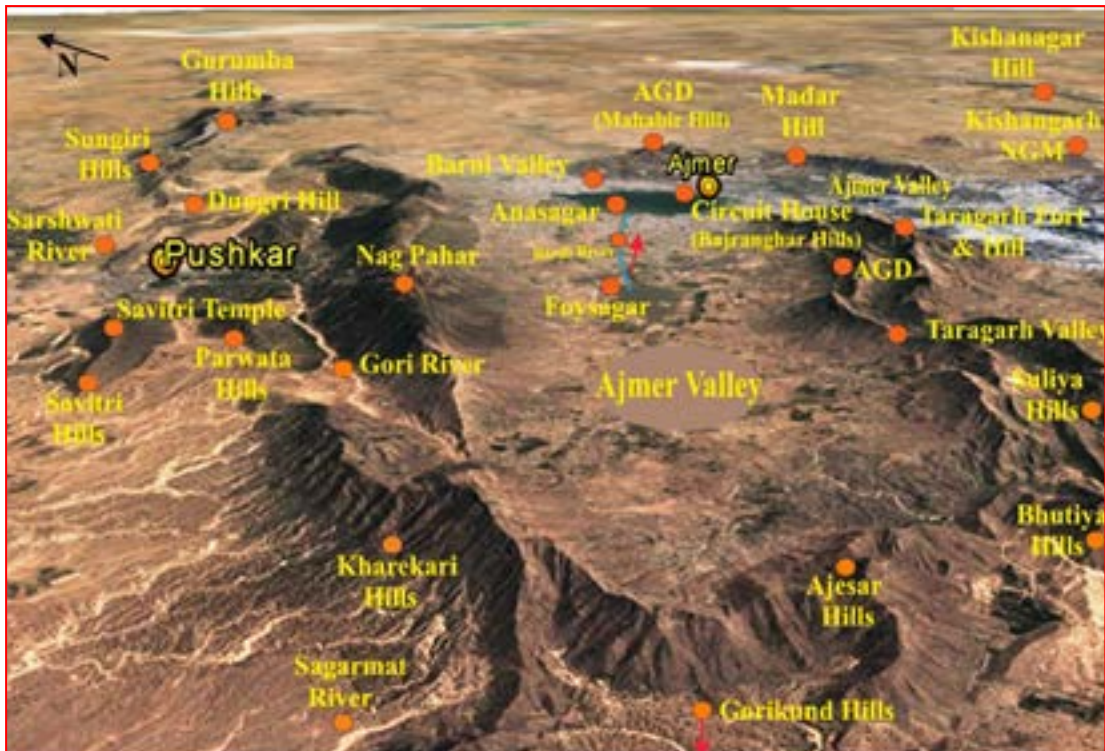 N
Gurumba
Hills
Sungiri
Hills
Dungri Hill
Sarshwati
River
Pushkar
Savitri Temple
Parwata
Hills
Savitri
Hills
Nag Pahar
Gori River
Kharekari
Hills
Sagarmat
River
AGD
(Mahabir Hill)
Barni Valley
Ajmer
Anasagar
Circuit House
(Bajranghar Hills)
Foysagar
Ajmer Valley
Madar
Hill
Kishanagar
Hill
Kishangarh
NGM
Ajmer Valley
Taragarh Fort
& Hill
AGD
Taragarh Valley
Suliya
Hills
Bhutiya
Hills
Ajesar
Hills
Gorikund Hills